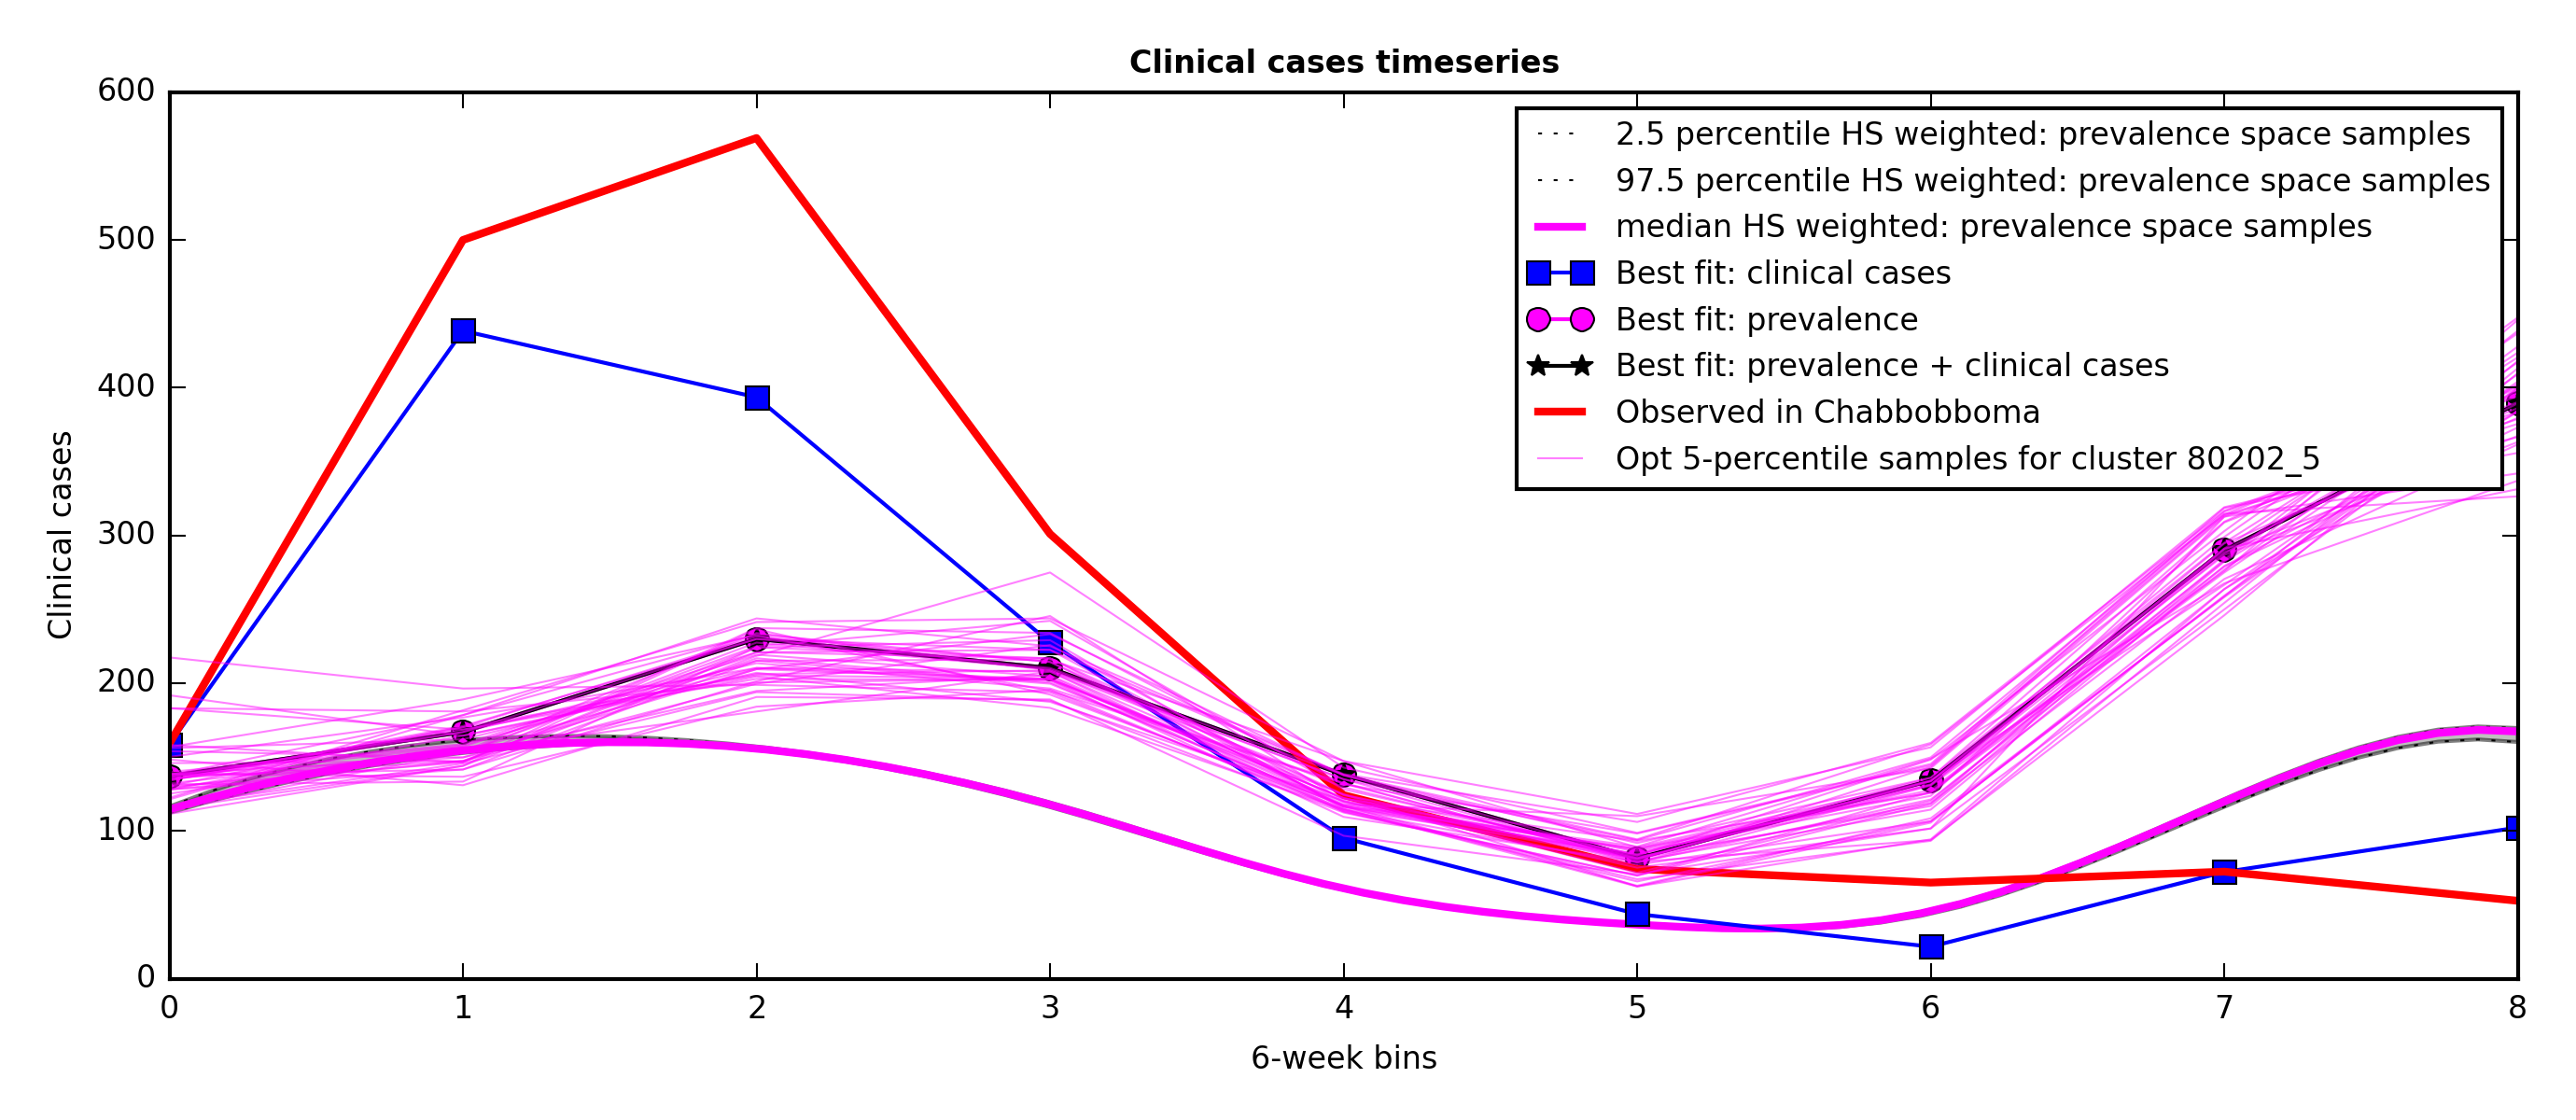 Clinical cases timeseries
600
500
400
300
200
100
0
Clinical cases
2.5 percentile HS weighted: prevalence space samples
97.5 percentile HS weighted: prevalence space samples
median HS weighted: prevalence space samples
Best fit: clinical cases
Best fit: prevalence
Best fit: prevalence + clinical cases
Observed in Chabbobboma
Opt 5-percentile samples for cluster 80202_5
0 1 2 3 4 5 6 7 8
6-week bins